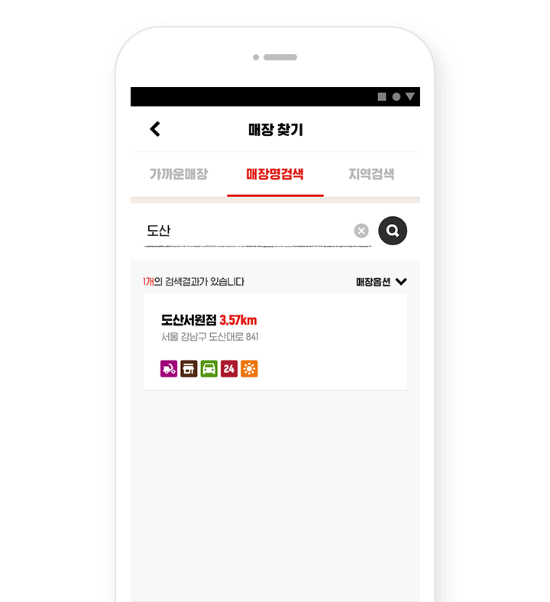 매장 찾기
가까운매장 매장명검색 지역검색
도산
1개의 검색결과가 있습니다 매장옵션
도산서원점 3.57km
서울 강남구 도산대로 841
24